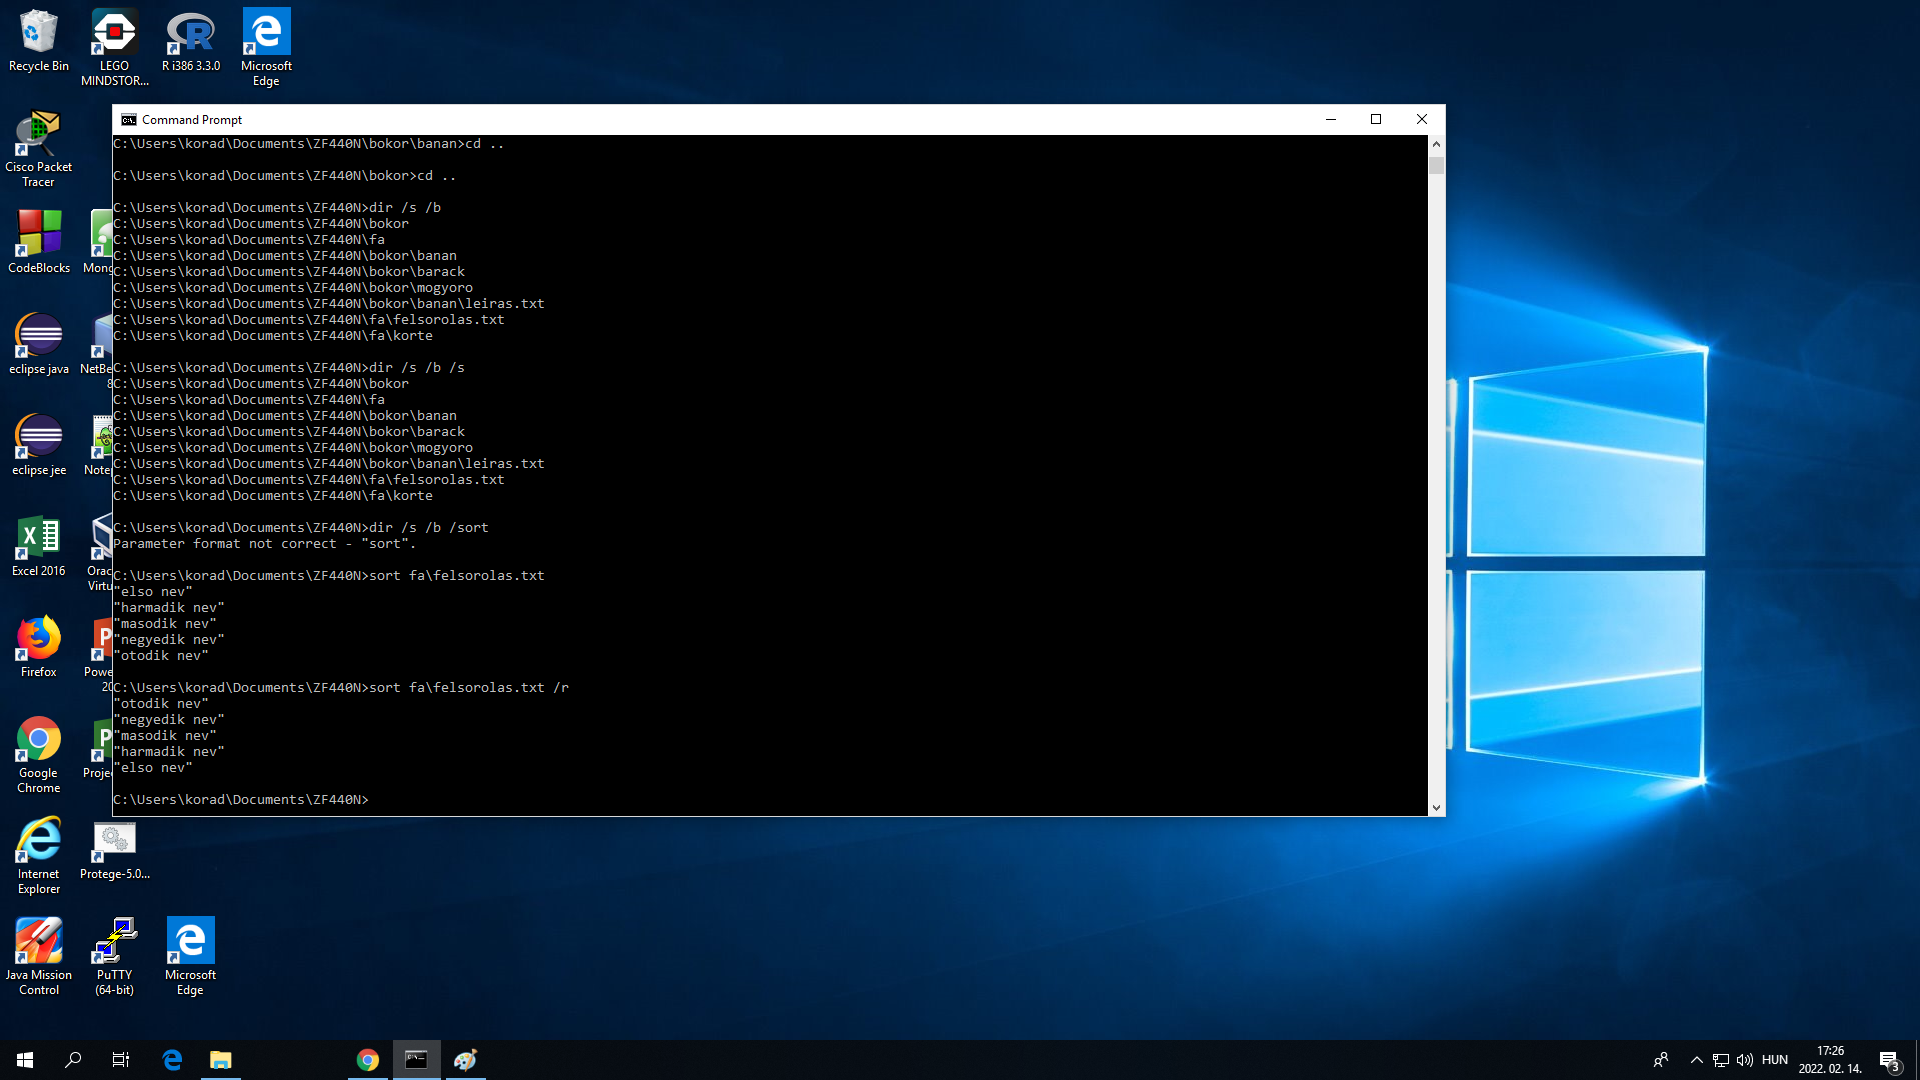 Recycle Bin
LEGO
MINDSTOR...
R i386 3.3.0
Microsoft
Edge
Cisco Packet
Tracer
CodeBlocks
Mong
eclipse java
NetBe
8
eclipse jee
Notep
Excel 2016
Orac
Virtu
Firefox
Powe
20
Google
Chrome
Proje
Internet
Explorer
Protege-5.0...
Java Mission
Control
PuTTY
(64-bit)
Microsoft
Edge
Command Prompt
C:\Users\korad\Documents\ZF440N\bokor\banan>cd ..
C:\Users\korad\Documents\ZF440N\bokor>cd ..
C:\Users\korad\Documents\ZF440N>dir /s /b
C:\Users\korad\Documents\ZF440N\bokor
C:\Users\korad\Documents\ZF440N\fa
C:\Users\korad\Documents\ZF440N\bokor\banan
C:\Users\korad\Documents\ZF440N\bokor\barack
C:\Users\korad\Documents\ZF440N\bokor\mogyoro
C:\Users\korad\Documents\ZF440N\bokor\banan\leiras.txt
C:\Users\korad\Documents\ZF440N\fa\felsorolas.txt
C:\Users\korad\Documents\ZF440N\fa\korte
C:\Users\korad\Documents\ZF440N>dir /s /b /s
C:\Users\korad\Documents\ZF440N\bokor
C:\Users\korad\Documents\ZF440N\fa
C:\Users\korad\Documents\ZF440N\bokor\banan
C:\Users\korad\Documents\ZF440N\bokor\barack
C:\Users\korad\Documents\ZF440N\bokor\mogyoro
C:\Users\korad\Documents\ZF440N\bokor\banan\leiras.txt
C:\Users\korad\Documents\ZF440N\fa\felsorolas.txt
C:\Users\korad\Documents\ZF440N\fa\korte
C:\Users\korad\Documents\ZF440N>dir /s /b /sort
Parameter format not correct - "sort".
C:\Users\korad\Documents\ZF440N>sort fa\felsorolas.txt
"elso nev"
"harmadik nev"
"masodik nev"
"negyedik nev"
"otodik nev"
C:\Users\korad\Documents\ZF440N>sort fa\felsorolas.txt /r
"otodik nev"
"negyedik nev"
"masodik nev"
"harmadik nev"
"elso nev"
C:\Users\korad\Documents\ZF440N>
HUN
17:26
2022. 02. 14.
3